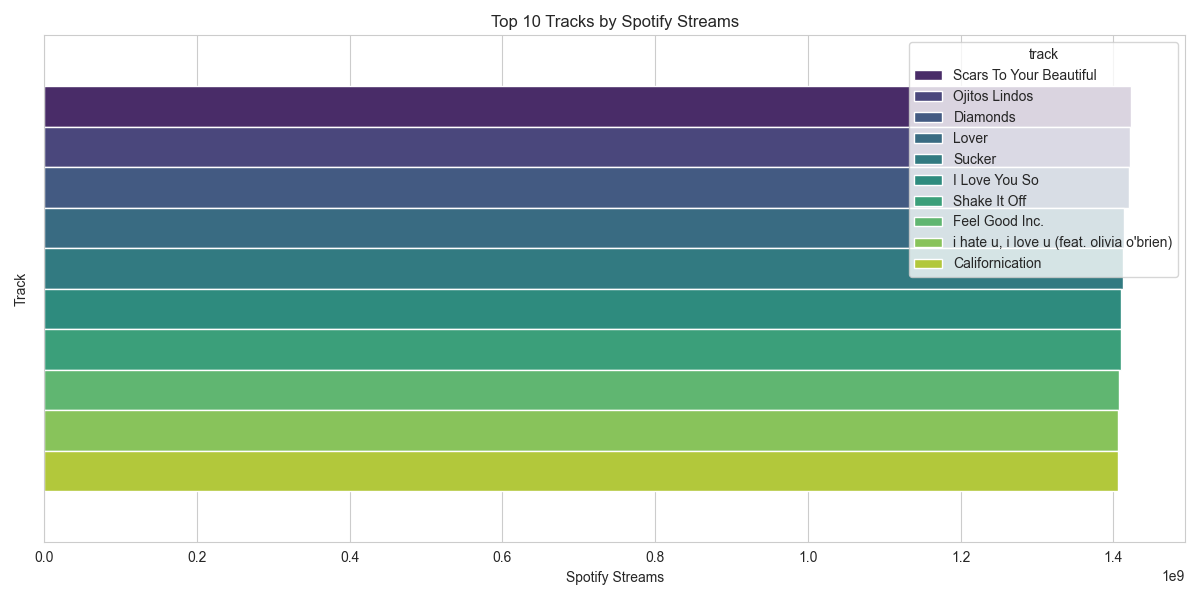 Top 10 Tracks by Spotify Streams
track
Scars To Your Beautiful
Ojitos Lindos
Diamonds
Lover
Sucker
I Love You So
Shake It Off
Feel Good Inc.
i hate u, i love u (feat. olivia o'brien)
Californication
Track
0.0 0.2 0.4 0.6 0.8 1.0 1.2 1.4
1e9
Spotify Streams